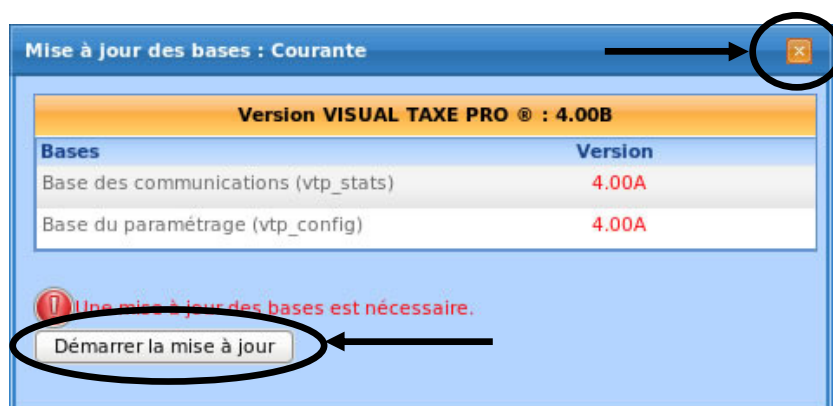 Mise à jour des bases : Courante
Version VISUAL TAXE PRO ® : 4.00B
Bases Version
Base des communications (vtp_stats) 4.00A
Base du paramétrage (vtp_config) 4.00A
Une mise à jour des bases est nécessaire.
Démarrer la mise à jour